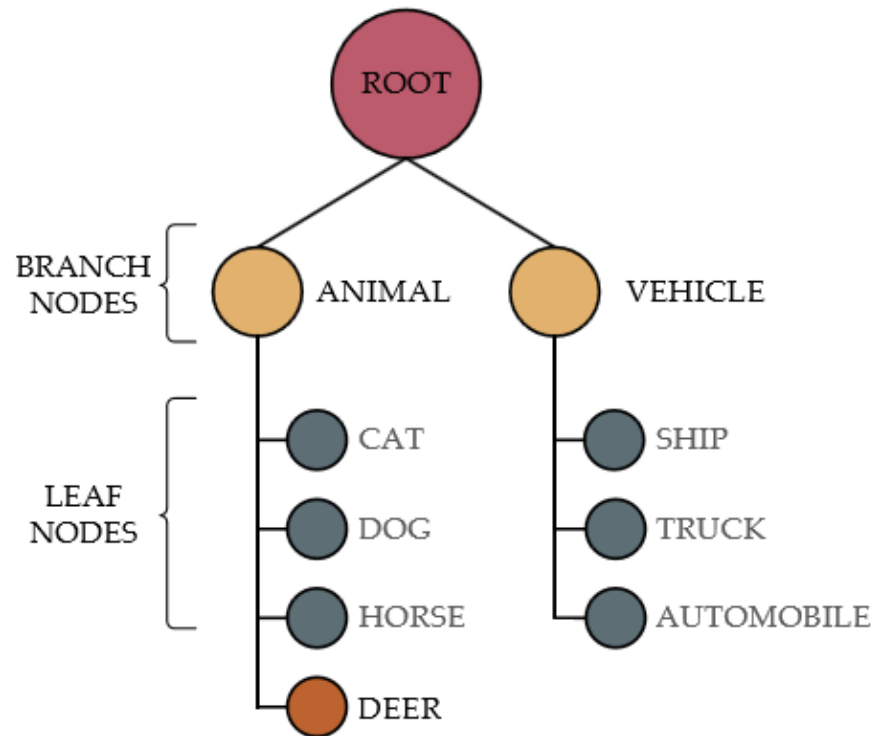 ROOT
BRANCH
NODES
ANIMAL
VEHICLE
LEAF
NODES
CAT
DOG
HORSE
DEER
SHIP
TRUCK
AUTOMOBILE